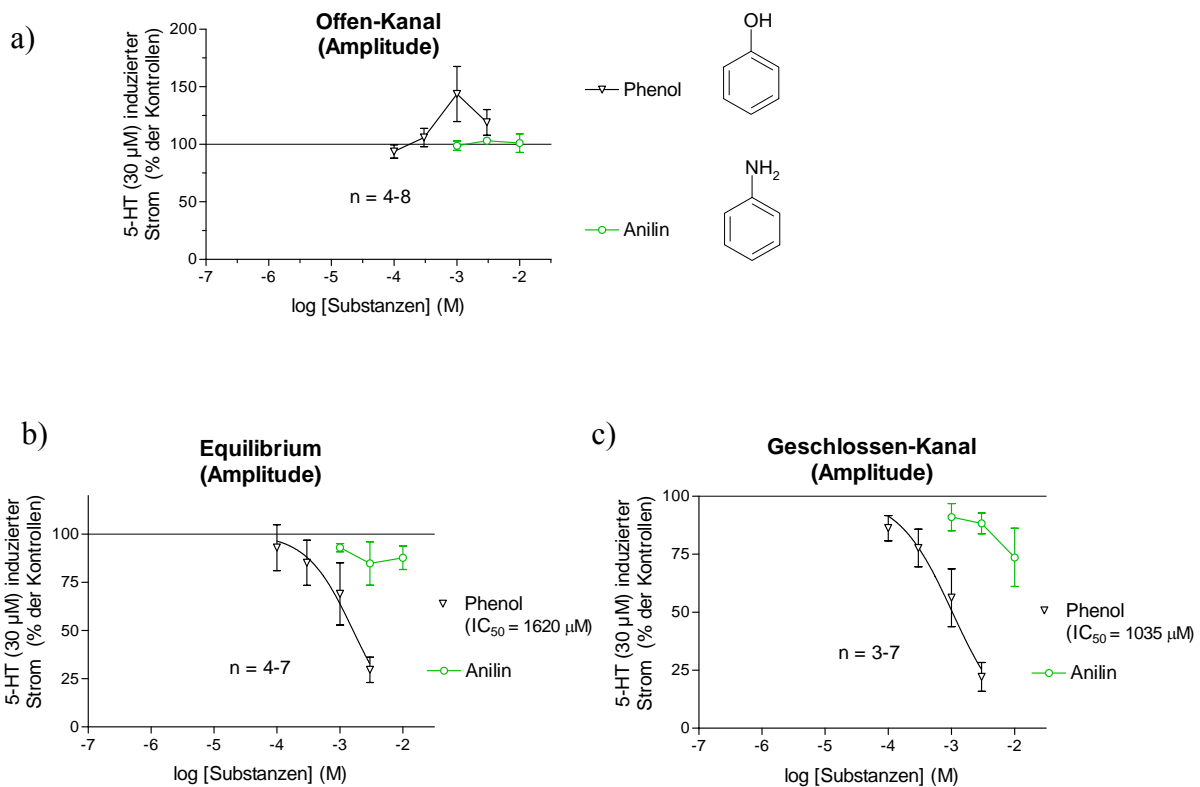 a)
Offen-Kanal
(Amplitude)
5-HT (30 µM) induzierter
Strom (% der Kontrollen)
200
150
100
50
0
n = 4-8
-7 -6 -5 -4 -3 -2
log [Substanzen] (M)
Phenol
OH
Anilin
NH2
b)
Equilibrium
(Amplitude)
5-HT (30 µM) induzierter
Strom (% der Kontrollen)
100
75
50
25
0
n = 4-7
-7 -6 -5 -4 -3 -2
log [Substanzen] (M)
Phenol
(IC50 = 1620 µM)
Anilin
c)
Geschlossen-Kanal
(Amplitude)
5-HT (30 µM) induzierter
Strom (% der Kontrollen)
100
75
50
25
0
n = 3-7
-7 -6 -5 -4 -3 -2
log [Substanzen] (M)
Phenol
(IC50 = 1035 µM)
Anilin